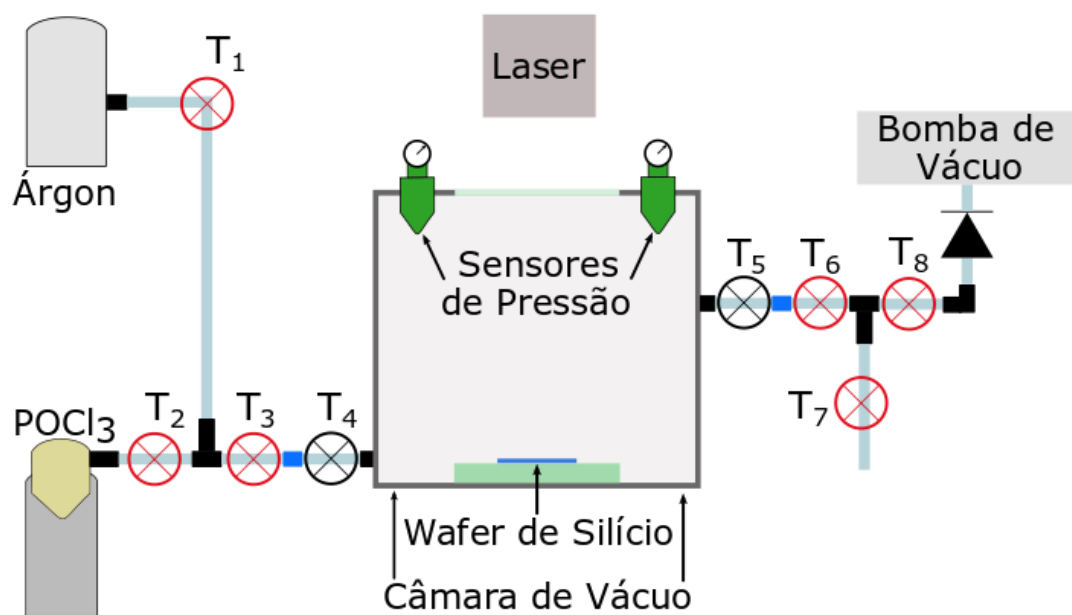 T1
Laser
Árgon
Bomba de
Vácuo
Sensores
de Pressão
T5
T6
T8
T7
POCl3
T2
T3
T4
Wafer de Silício
Câmara de Vácuo